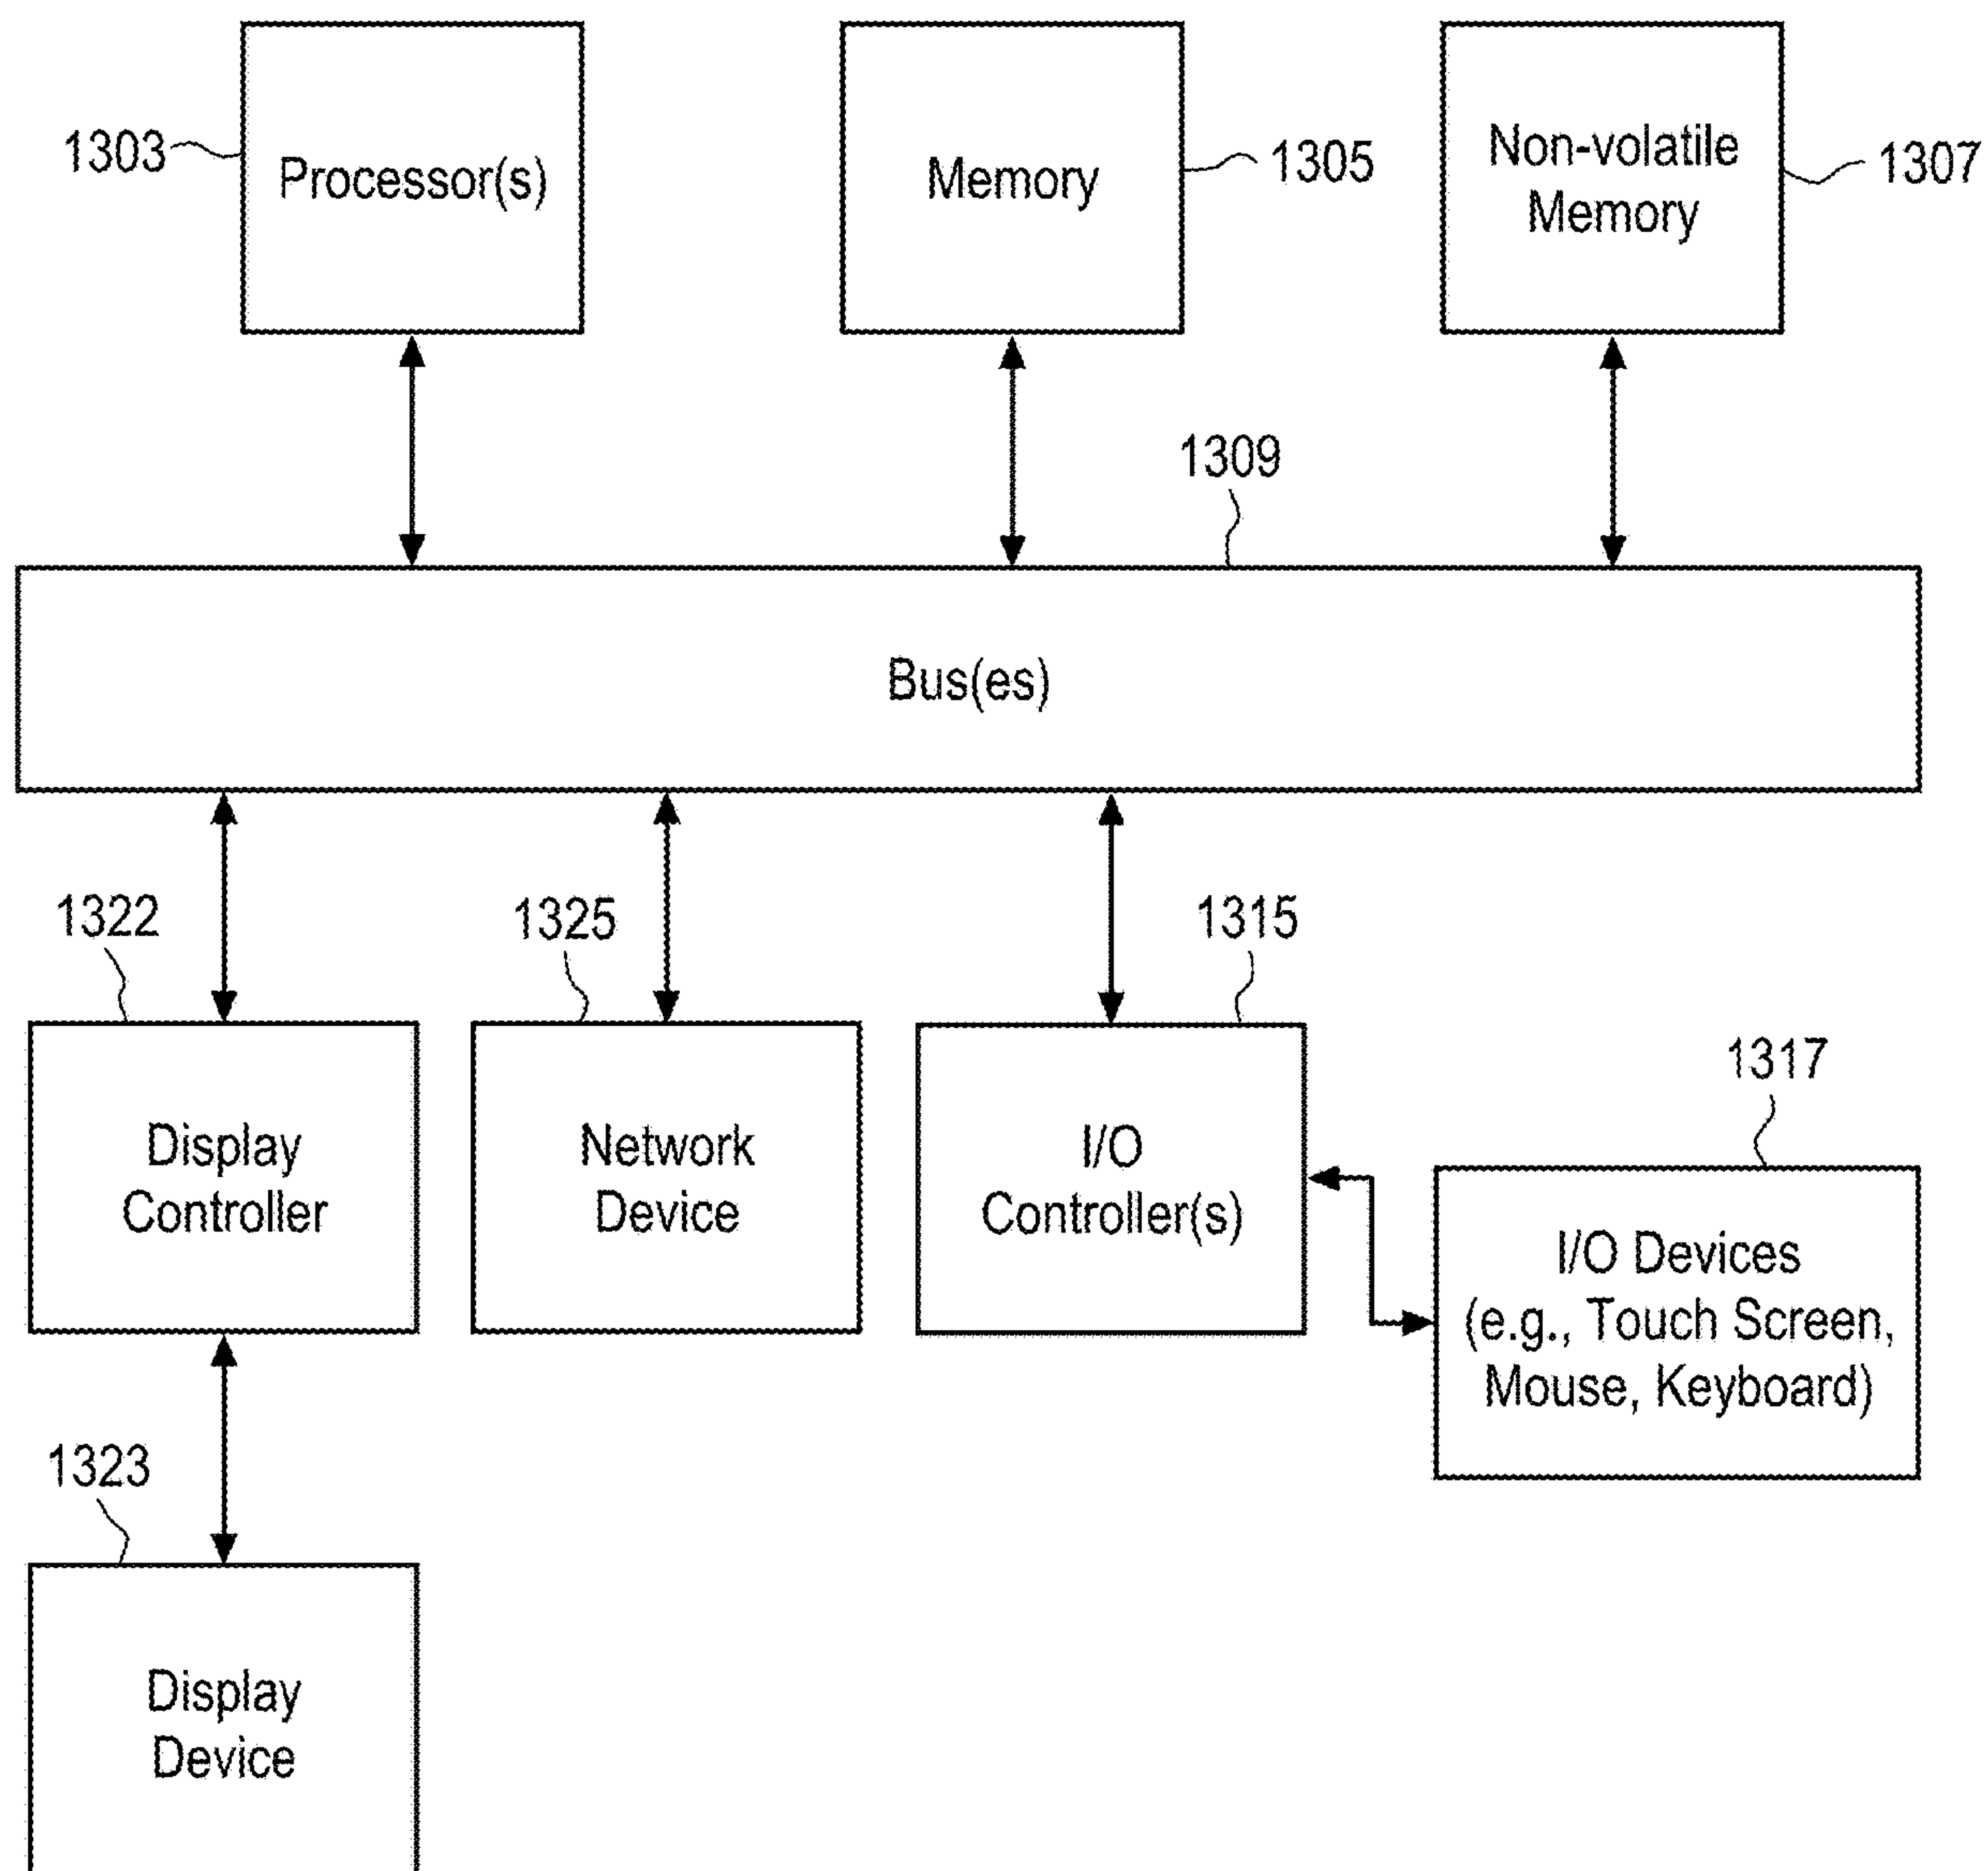 1303
Processor(s)
Memory
1305
Non-volatile
Memory
1307
1309
Bus(es)
1322
1325
1315
1317
Display
Controller
Network
Device
I/O
Controller(s)
I/O Devices
(e.g., Touch Screen,
Mouse, Keyboard)
1323
Display
Device